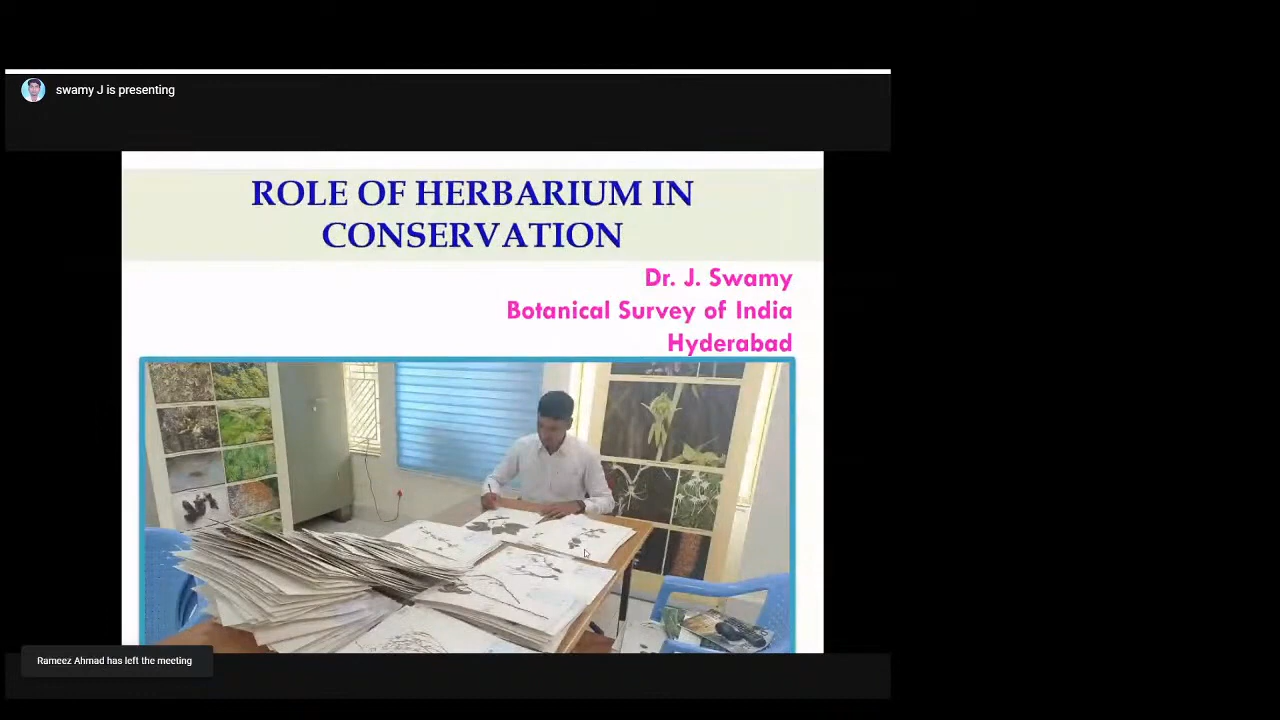 swamy J is presenting
ROLE OF HERBARIUM IN
CONSERVATION
Dr. J. Swamy
Botanical Survey of India
Hyderabad
Rameez Ahmad has left the meeting